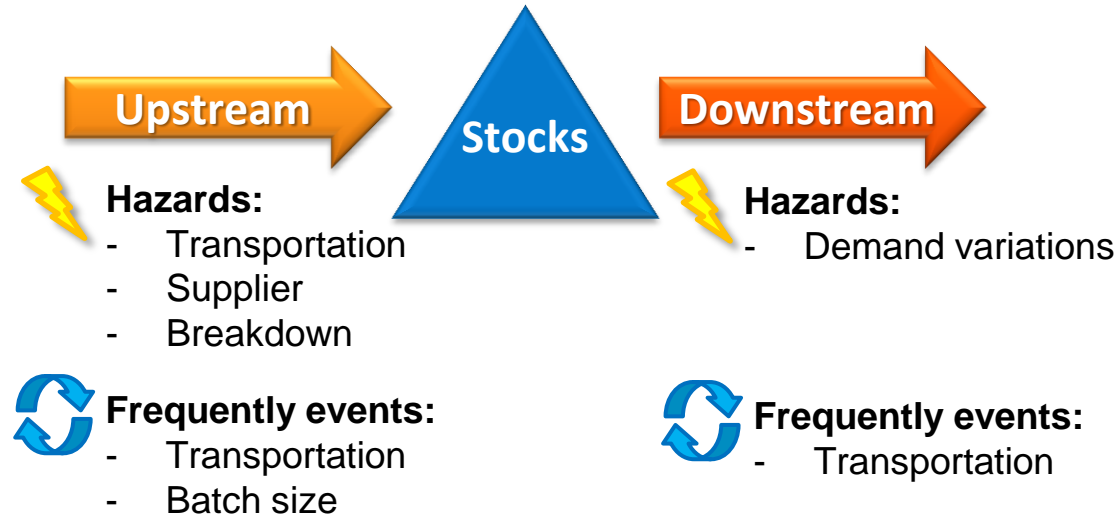 Upstream
Stocks
Downstream
Hazards:
- Transportation
- Supplier
- Breakdown
Hazards:
- Demand variations
Frequently events:
- Transportation
- Batch size
Frequently events:
- Transportation